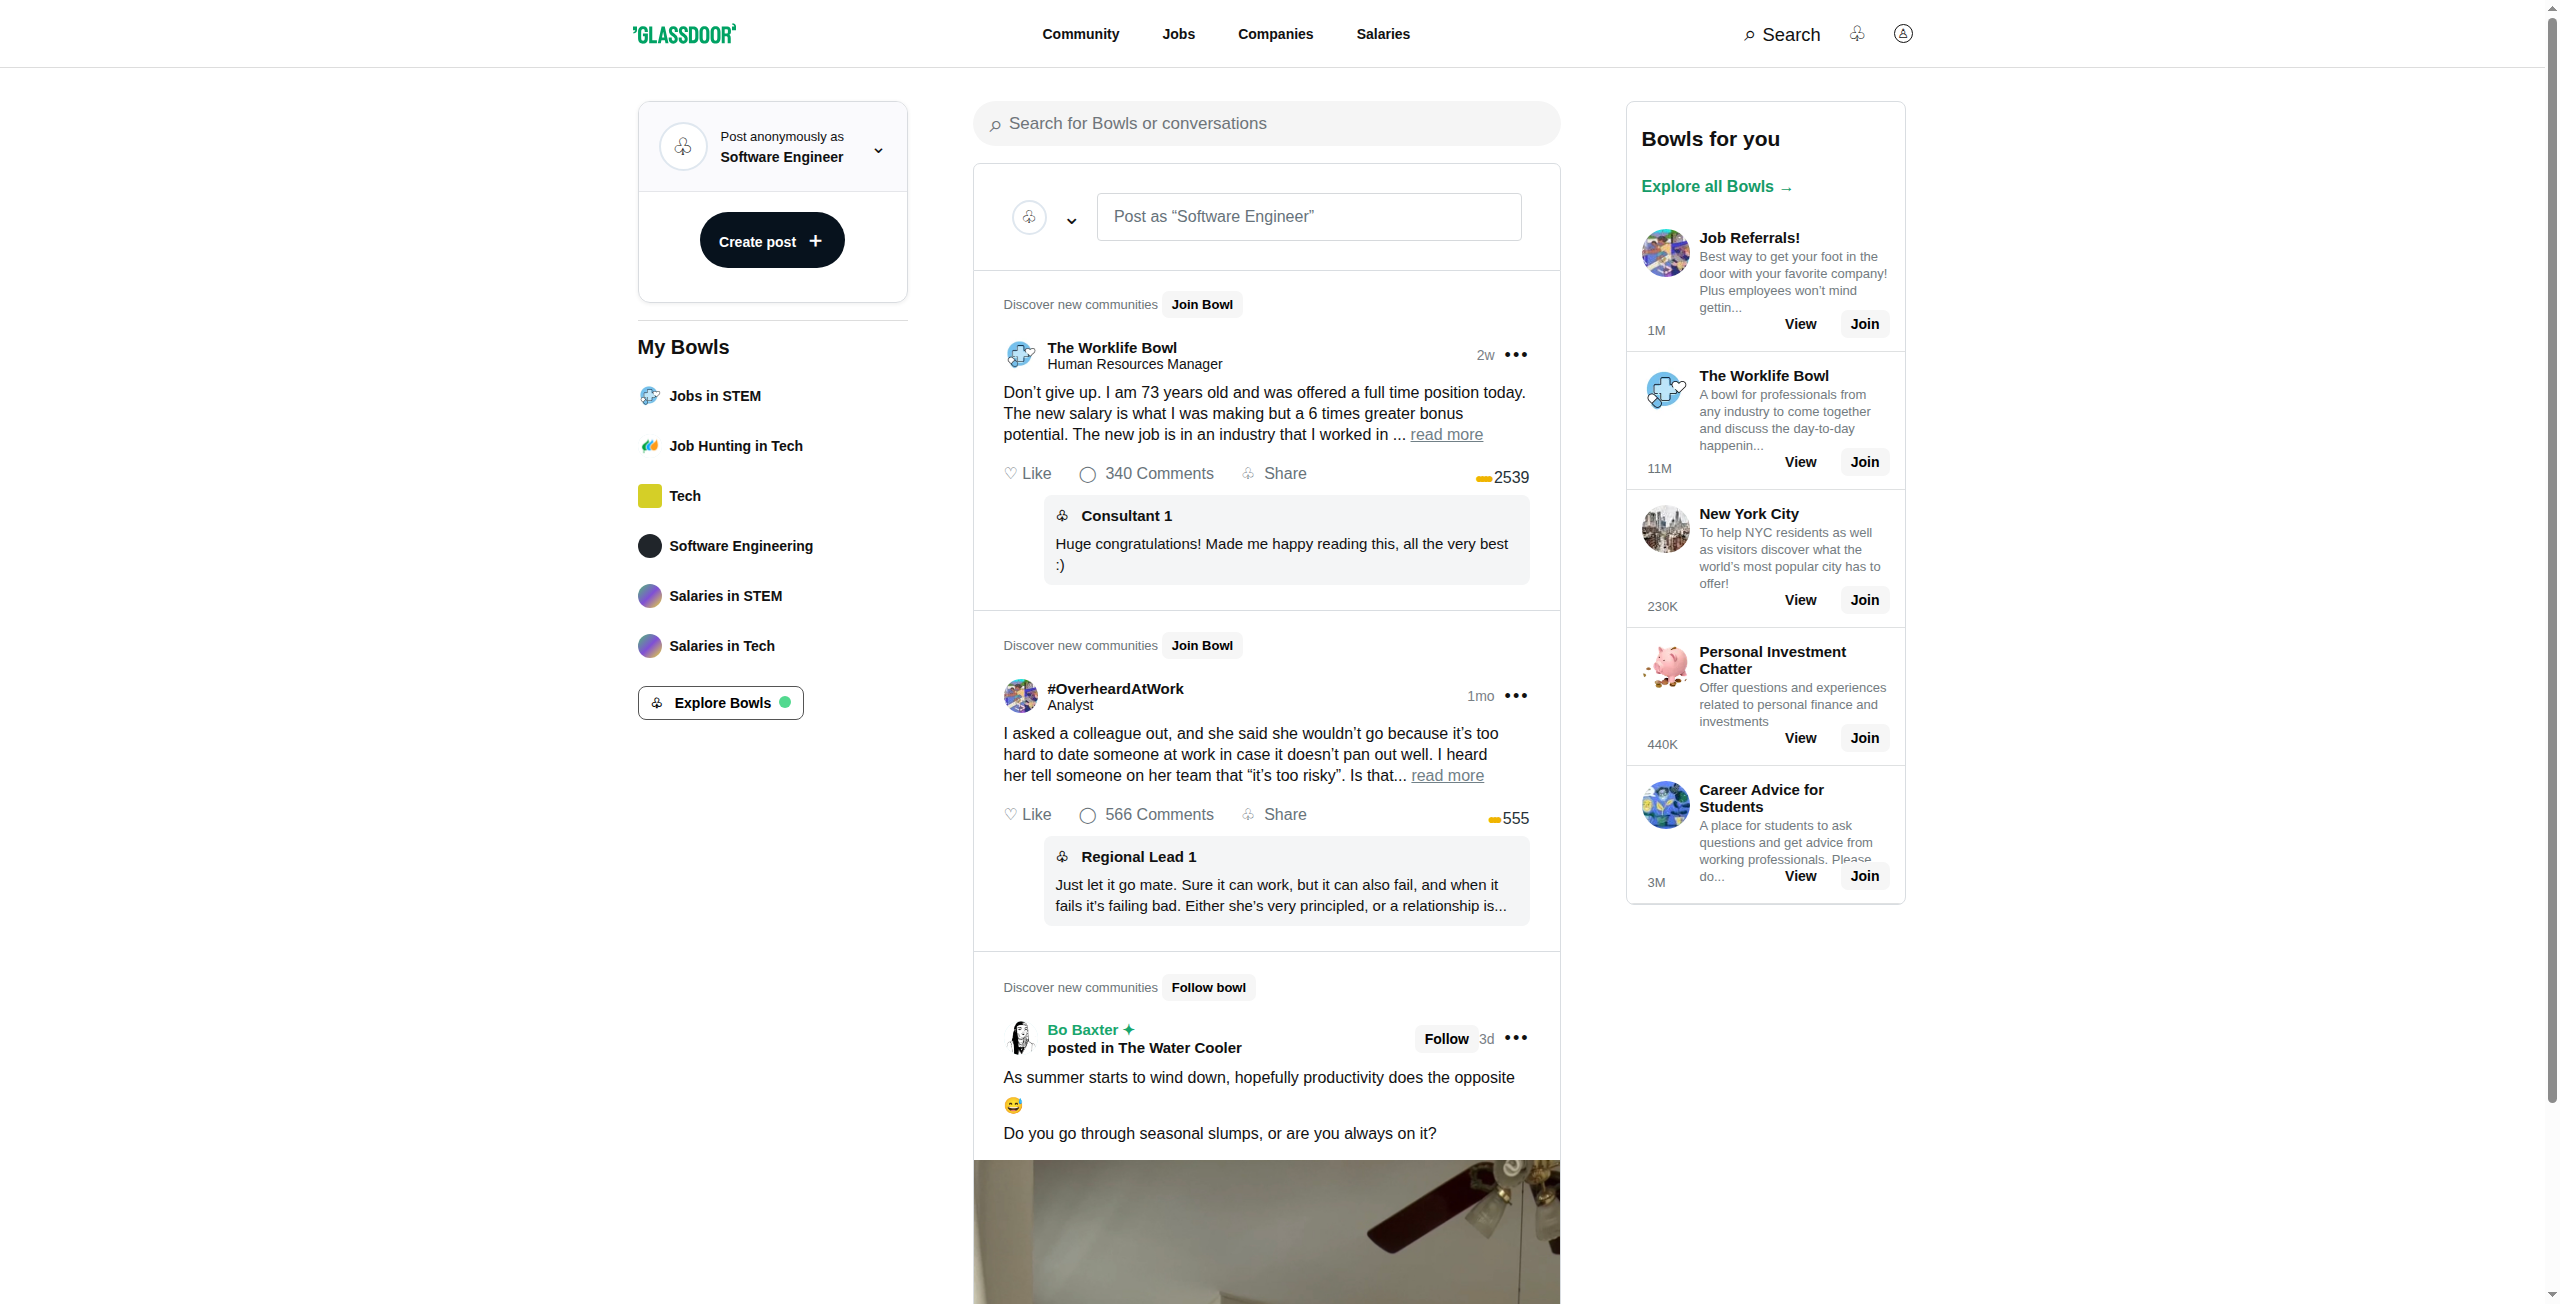 GLASSDOOR
Community Jobs Companies Salaries
Search
Post anonymously as
Software Engineer
Create post +
My Bowls
Jobs in STEM
Job Hunting in Tech
Tech
Software Engineering
Salaries in STEM
Salaries in Tech
Explore Bowls
Search for Bowls or conversations
Post as “Software Engineer”
Discover new communities Join Bowl
The Worklife Bowl
Human Resources Manager
2w •••
Don’t give up. I am 73 years old and was offered a full time position today.
The new salary is what I was making but a 6 times greater bonus
potential. The new job is in an industry that I worked in ... read more
♡ Like 340 Comments Share 2539
Consultant 1
Huge congratulations! Made me happy reading this, all the very best
:)
Discover new communities Join Bowl
#OverheardAtWork
Analyst
1mo •••
I asked a colleague out, and she said she wouldn’t go because it’s too
hard to date someone at work in case it doesn’t pan out well. I heard
her tell someone on her team that “it’s too risky”. Is that... read more
♡ Like 566 Comments Share 555
Regional Lead 1
Just let it go mate. Sure it can work, but it can also fail, and when it
fails it’s failing bad. Either she’s very principled, or a relationship is...
Discover new communities Follow bowl
Bo Baxter ✦
posted in The Water Cooler
Follow 3d •••
As summer starts to wind down, hopefully productivity does the opposite
😅
Do you go through seasonal slumps, or are you always on it?
Bowls for you
Explore all Bowls →
Job Referrals!
Best way to get your foot in the
door with your favorite company!
Plus employees won’t mind
gettin...
1M View Join
The Worklife Bowl
A bowl for professionals from
any industry to come together
and discuss the day-to-day
happenin...
11M View Join
New York City
To help NYC residents as well
as visitors discover what the
world’s most popular city has to
offer!
230K View Join
Personal Investment
Chatter
Offer questions and experiences
related to personal finance and
investments
440K View Join
Career Advice for
Students
A place for students to ask
questions and get advice from
working professionals. Please
do...
3M View Join